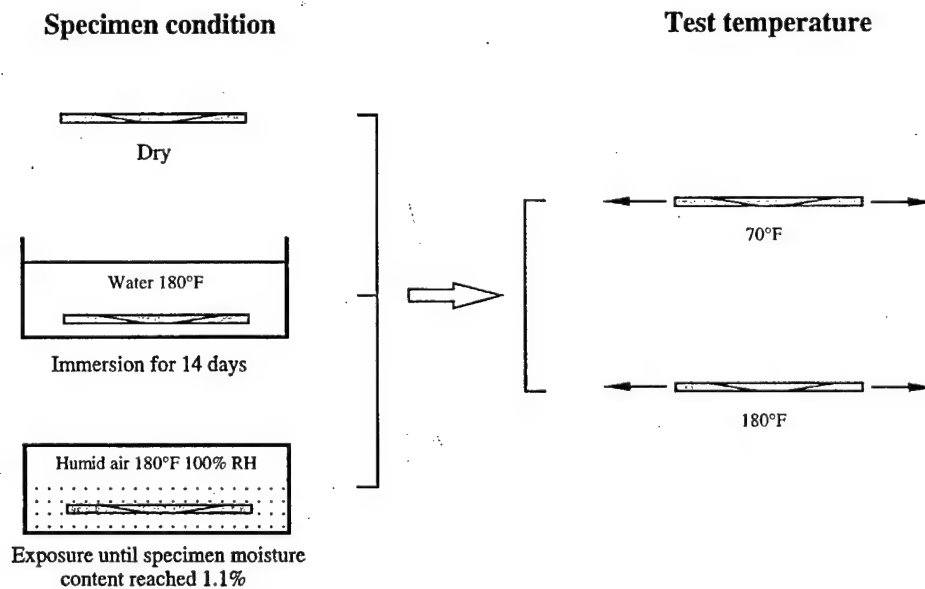 Specimen condition
Test temperature
Dry
70°F
Water 180°F
Immersion for 14 days
180°F
Humid air 180°F 100% RH
Exposure until specimen moisture
content reached 1.1%